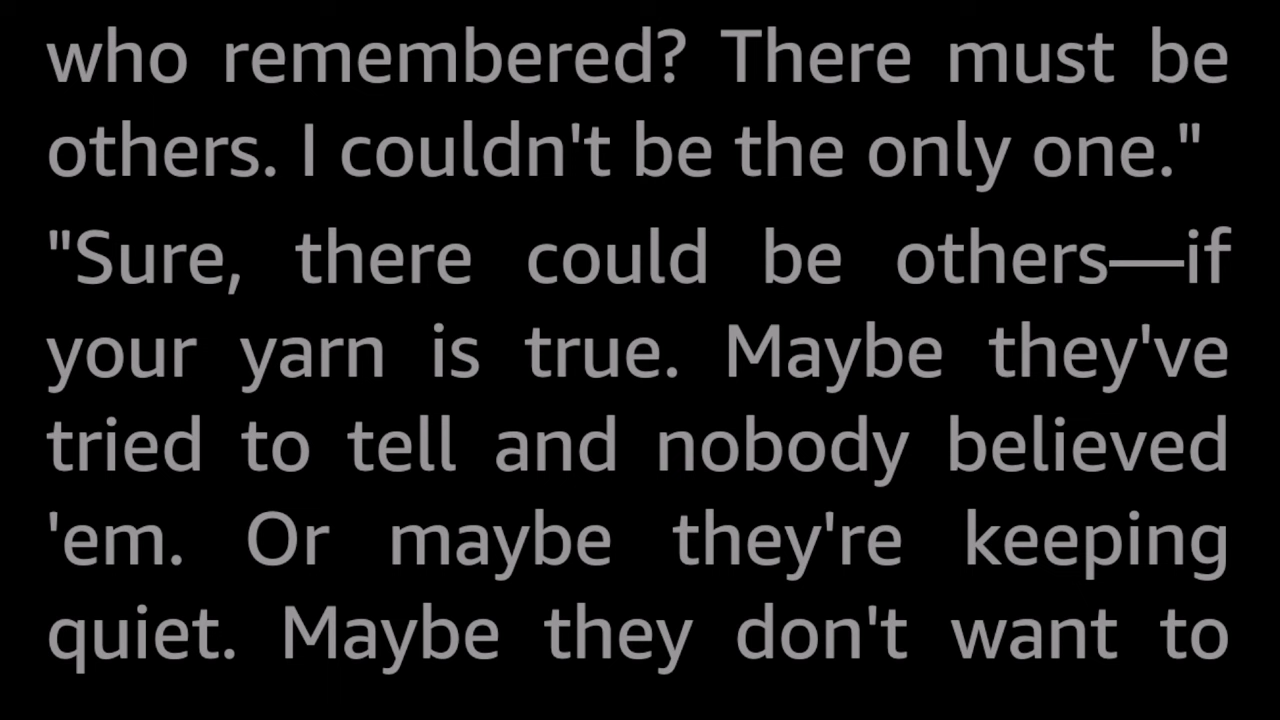 who remembered? There must be
others. I couldn't be the only one."
"Sure, there could be others—if
your yarn is true. Maybe they've
tried to tell and nobody believed
'em. Or maybe they're keeping
quiet. Maybe they don't want to